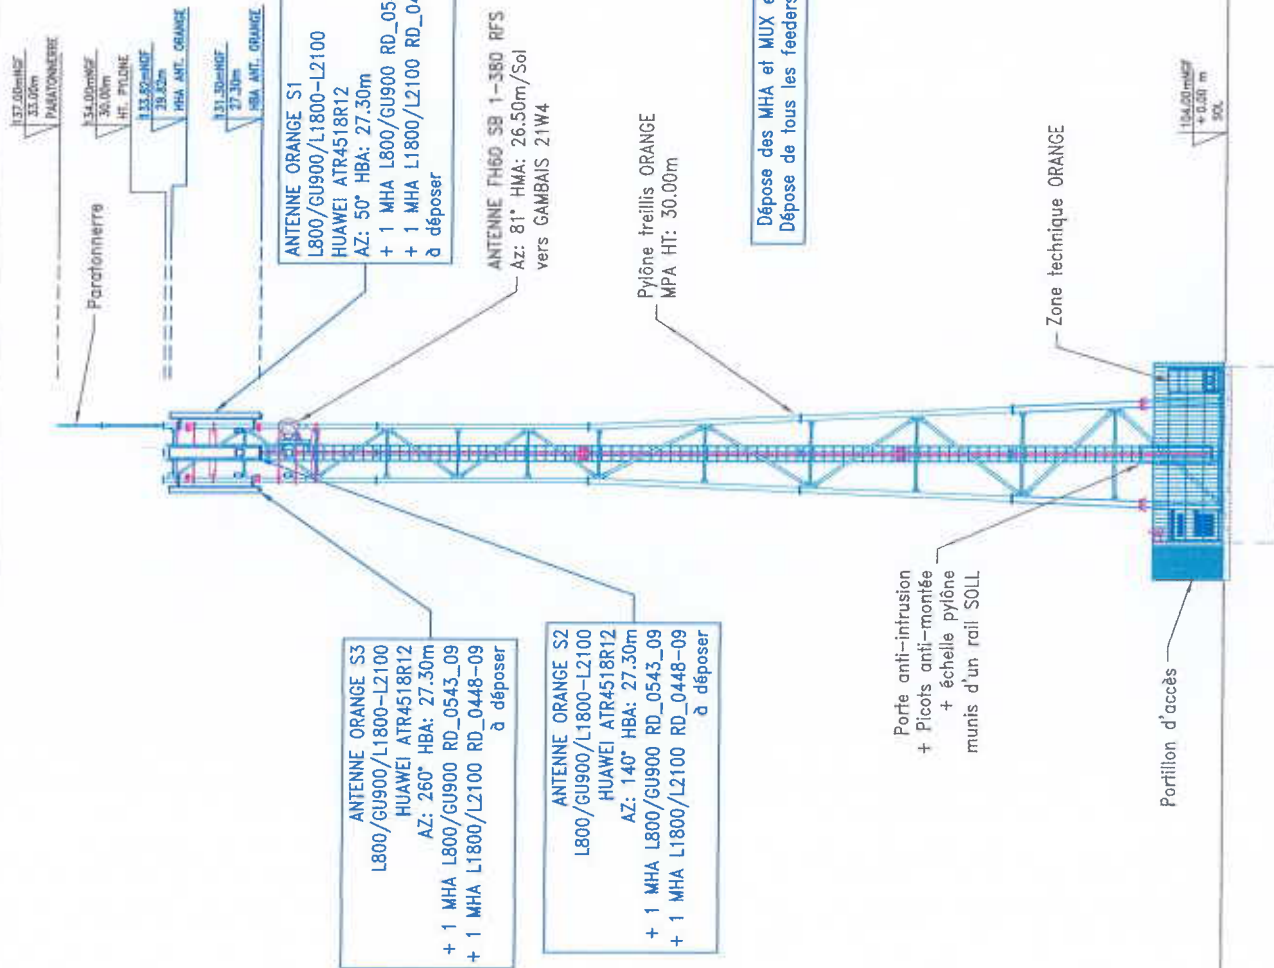 137.00mNGF
33.00m
PARATONNERRE
134.00mNGF
30.00m
HT. PYLONE
133.82mNGF
29.82m
HHA ANT. ORANGE
131.30mNGF
27.30m
HBA ANT. ORANGE
Paratonnerre
ANTENNE ORANGE S1
L800/GU900/L1800-L2100
HUAWEI ATR4518R12
AZ: 50° HBA: 27.30m
+ 1 MHA L800/GU900 RD_05
+ 1 MHA L1800/L2100 RD_04
à déposer
ANTENNE FH60 SB 1-380 RFS
Az: 81° HMA: 26.50m/Sol
vers GAMBAIS 21W4
Pylône treillis ORANGE
MPA HT: 30.00m
Dépose des MHA et MUX e
Dépose de tous les feeders
Zone technique ORANGE
104.00mNGF
+ 0.00 m
SOL
ANTENNE ORANGE S3
L800/GU900/L1800-L2100
HUAWEI ATR4518R12
AZ: 260° HBA: 27.30m
+ 1 MHA L800/GU900 RD_0543_09
+ 1 MHA L1800/L2100 RD_0448-09
à déposer
ANTENNE ORANGE S2
L800/GU900/L1800-L2100
HUAWEI ATR4518R12
AZ: 140° HBA: 27.30m
+ 1 MHA L800/GU900 RD_0543_09
+ 1 MHA L1800/L2100 RD_0448-09
à déposer
Porte anti-intrusion
+ Picots anti-montée
+ échelle pylône
munis d'un rail SOLL
Portillon d'accès